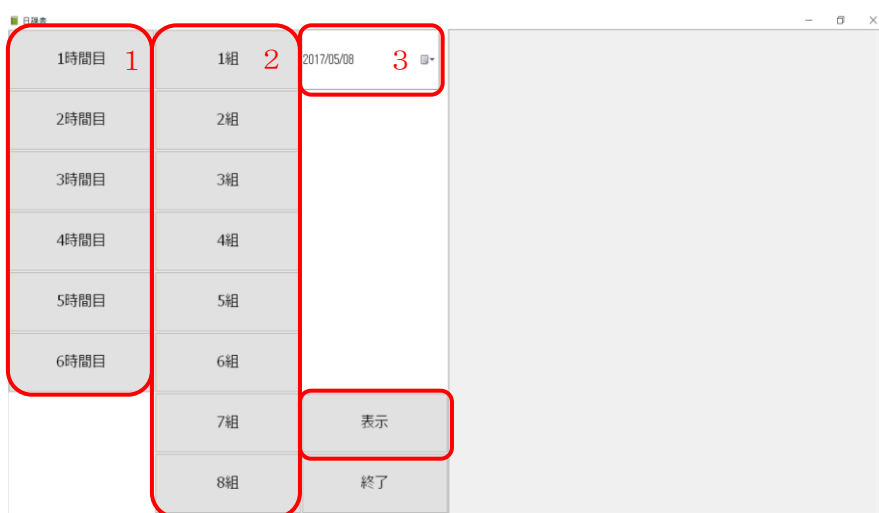 日課表
1時間目 1 1組 2 2017/05/08 3
2時間目 2組
3時間目 3組
4時間目 4組
5時間目 5組
6時間目 6組
7組 表示
8組 終了